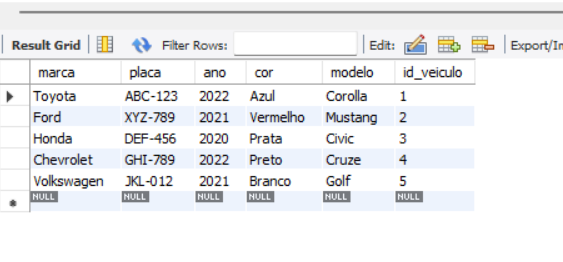 Result Grid Filter Rows: Edit: Export/Im
marca placa ano cor modelo id_veiculo
Toyota ABC-123 2022 Azul Corolla 1
Ford XYZ-789 2021 Vermelho Mustang 2
Honda DEF-456 2020 Prata Civic 3
Chevrolet GHI-789 2022 Preto Cruze 4
Volkswagen JKL-012 2021 Branco Golf 5
NULL NULL NULL NULL NULL NULL